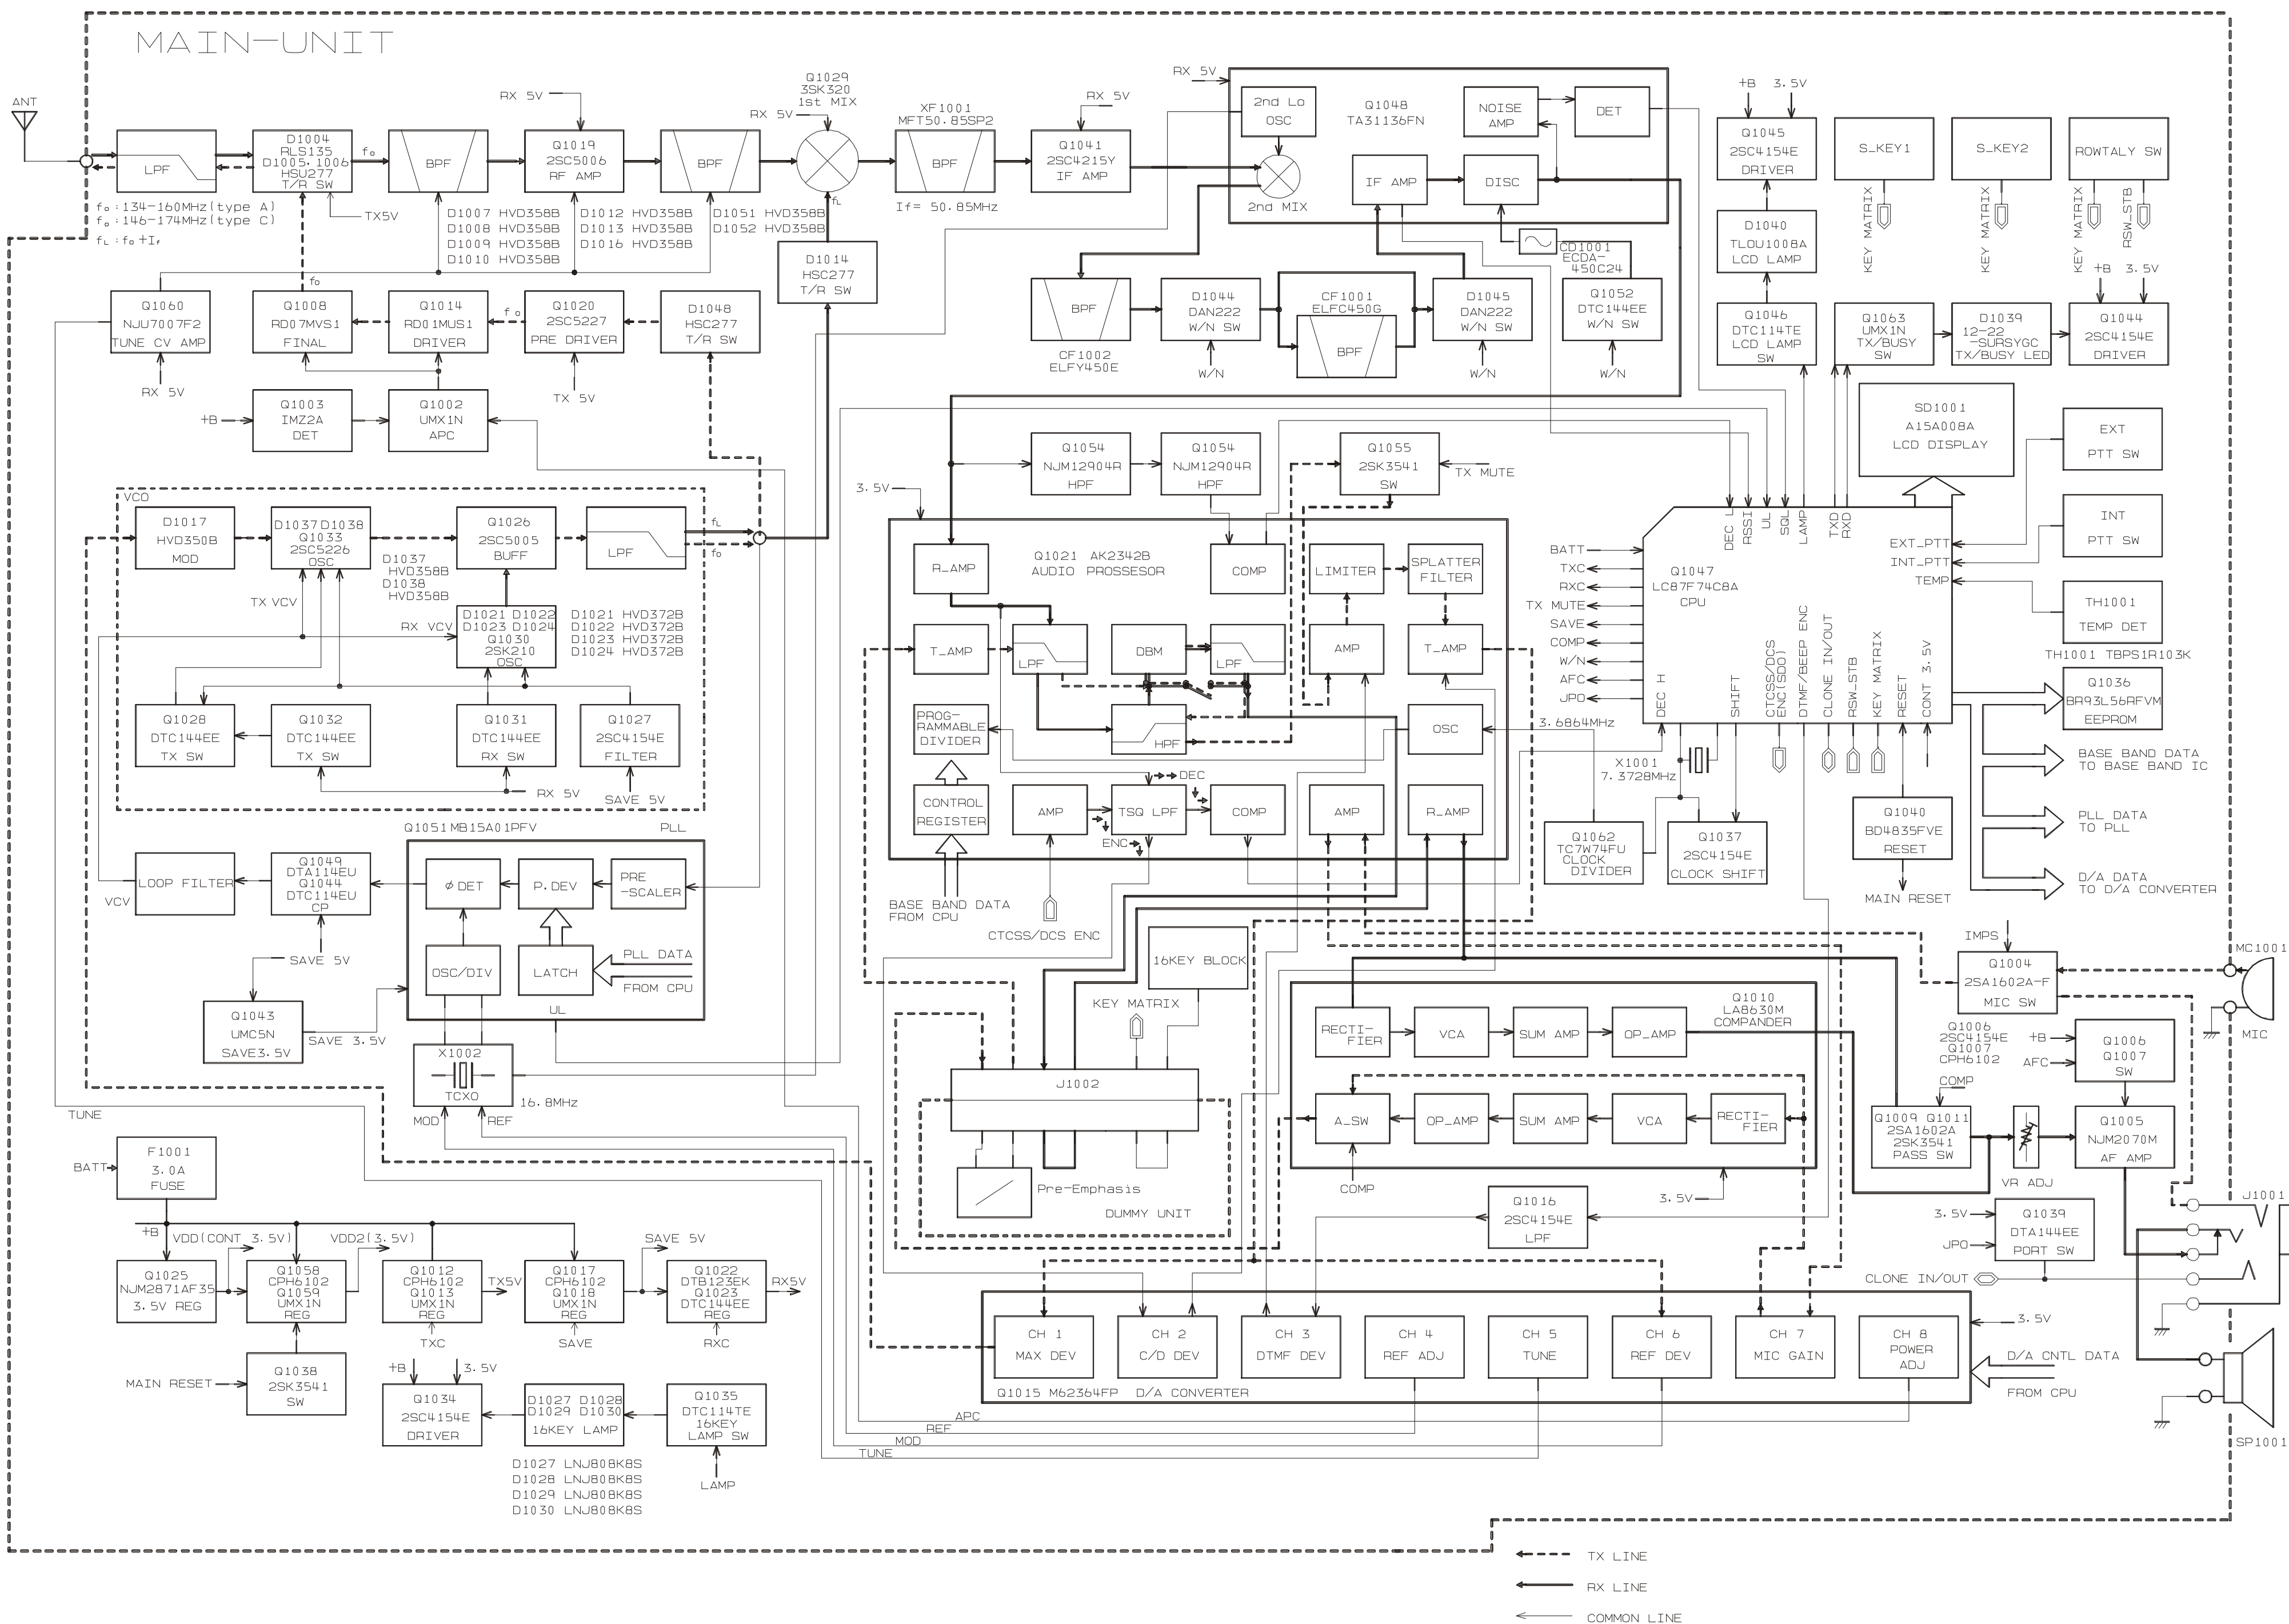 MAIN-UNIT
ANT
LPF
D1004
RLS135
D1005, 1006
HSU277
T/R SW
fo
BPF
RX 5V
Q1019
2SC5006
RF AMP
BPF
Q1029
3SK320
1st MIX
RX 5V
fL
XF1001
MFT50.85SP2
BPF
If= 50.85MHz
RX 5V
Q1041
2SC4215Y
IF AMP
RX 5V
2nd Lo
OSC
2nd MIX
Q1048
TA31136FN
NOISE
AMP
DET
IF AMP
DISC
CD1001
ECDA-
450C24
+B 3.5V
Q1045
2SC4154E
DRIVER
S_KEY1
S_KEY2
ROWTALY SW
KEY MATRIX
KEY MATRIX
KEY MATRIX
RSW_STB
fo:134-160MHz(type A)
fo:146-174MHz(type C)
fL:fo+If
TX5V
D1007 HVD358B
D1008 HVD358B
D1009 HVD358B
D1010 HVD358B
D1012 HVD358B
D1013 HVD358B
D1016 HVD358B
D1051 HVD358B
D1052 HVD358B
D1014
HSC277
T/R SW
D1040
TLOU1008A
LCD LAMP
+B 3.5V
Q1060
NJU7007F2
TUNE CV AMP
RX 5V
fo
Q1008
RD07MVS1
FINAL
Q1014
RD01MUS1
DRIVER
fo
Q1020
2SC5227
PRE DRIVER
TX 5V
D1048
HSC277
T/R SW
BPF
CF1002
ELFY450E
D1044
DAN222
W/N SW
W/N
CF1001
ELFC450G
BPF
D1045
DAN222
W/N SW
W/N
Q1052
DTC144EE
W/N SW
W/N
Q1046
DTC114TE
LCD LAMP
SW
Q1063
UMX1N
TX/BUSY
SW
D1039
12-22
-SURSYGC
TX/BUSY LED
Q1044
2SC4154E
DRIVER
+B
Q1003
IMZ2A
DET
Q1002
UMX1N
APC
SD1001
A15A008A
LCD DISPLAY
EXT
PTT SW
INT
PTT SW
TH1001
TEMP DET
TH1001 TBPS1R103K
3.5V
Q1054
NJM12904R
HPF
Q1054
NJM12904R
HPF
Q1055
2SK3541
SW
TX MUTE
VCO
D1017
HVD350B
MOD
D1037 D1038
Q1033
2SC5226
OSC
D1037
HVD358B
D1038
HVD358B
Q1026
2SC5005
BUFF
LPF
fL
fo
TX VCV
RX VCV
D1021 D1022
D1023 D1024
Q1030
2SK210
OSC
D1021 HVD372B
D1022 HVD372B
D1023 HVD372B
D1024 HVD372B
Q1028
DTC144EE
TX SW
Q1032
DTC144EE
TX SW
Q1031
DTC144EE
RX SW
Q1027
2SC4154E
FILTER
RX 5V
SAVE 5V
Q1021 AK2342B
AUDIO PROSSESOR
R_AMP
COMP
LIMITER
SPLATTER
FILTER
T_AMP
LPF
DBM
LPF
AMP
T_AMP
PROG-
RAMMABLE
DIVIDER
HPF
OSC
3.6864MHz
DEC
CONTROL
REGISTER
AMP
TSQ LPF
COMP
AMP
R_AMP
ENC
BASE BAND DATA
FROM CPU
CTCSS/DCS ENC
DEC L
RSSI
UL
SQL
LAMP
TXD
RXD
BATT
TXC
RXC
TX MUTE
SAVE
COMP
W/N
AFC
JPO
Q1047
LC87F74C8A
CPU
EXT_PTT
INT_PTT
TEMP
DEC H
SHIFT
CTCSS/DCS
ENC(SDO)
DTMF/BEEP ENC
CLONE IN/OUT
RSW_STB
KEY MATRIX
RESET
CONT 3.5V
X1001
7.3728MHz
Q1062
TC7W74FU
CLOCK
DIVIDER
Q1037
2SC4154E
CLOCK SHIFT
Q1040
BD4835FVE
RESET
MAIN RESET
Q1036
BR93L56RFVM
EEPROM
BASE BAND DATA
TO BASE BAND IC
PLL DATA
TO PLL
D/A DATA
TO D/A CONVERTER
Q1051 MB15A01PFV
PLL
LOOP FILTER
VCV
Q1049
DTA114EU
Q1044
DTC114EU
CP
SAVE 5V
Ø DET
P.DEV
PRE
-SCALER
OSC/DIV
LATCH
PLL DATA
FROM CPU
UL
Q1043
UMC5N
SAVE3.5V
SAVE 3.5V
X1002
TCXO
16.8MHz
MOD
REF
TUNE
16KEY BLOCK
KEY MATRIX
J1002
Pre-Emphasis
DUMMY UNIT
Q1010
LA8630M
COMPANDER
RECTI-
FIER
VCA
SUM AMP
OP_AMP
A_SW
OP_AMP
SUM AMP
VCA
RECTI-
FIER
COMP
3.5V
Q1016
2SC4154E
LPF
IMPS
Q1004
2SA1602A-F
MIC SW
MC1001
MIC
Q1006
2SC4154E
Q1007
CPH6102
+B
AFC
Q1006
Q1007
SW
COMP
Q1009 Q1011
2SA1602A
2SK3541
PASS SW
VR ADJ
Q1005
NJM2070M
AF AMP
3.5V
JPO
Q1039
DTA144EE
PORT SW
CLONE IN/OUT
J1001
SP1001
BATT
F1001
3.0A
FUSE
+B
VDD(CONT 3.5V)
VDD2(3.5V)
Q1025
NJM2871AF35
3.5V REG
Q1058
CPH6102
Q1059
UMX1N
REG
Q1012
CPH6102
Q1013
UMX1N
REG
TX5V
TXC
Q1017
CPH6102
Q1018
UMX1N
REG
SAVE
SAVE 5V
Q1022
DTB123EK
Q1023
DTC144EE
REG
RX5V
RXC
MAIN RESET
Q1038
2SK3541
SW
+B 3.5V
Q1034
2SC4154E
DRIVER
D1027 D1028
D1029 D1030
16KEY LAMP
Q1035
DTC114TE
16KEY
LAMP SW
LAMP
D1027 LNJ808K8S
D1028 LNJ808K8S
D1029 LNJ808K8S
D1030 LNJ808K8S
CH 1
MAX DEV
CH 2
C/D DEV
CH 3
DTMF DEV
CH 4
REF ADJ
CH 5
TUNE
CH 6
REF DEV
CH 7
MIC GAIN
CH 8
POWER
ADJ
Q1015 M62364FP D/A CONVERTER
3.5V
D/A CNTL DATA
FROM CPU
APC
REF
MOD
TUNE
TX LINE
RX LINE
COMMON LINE